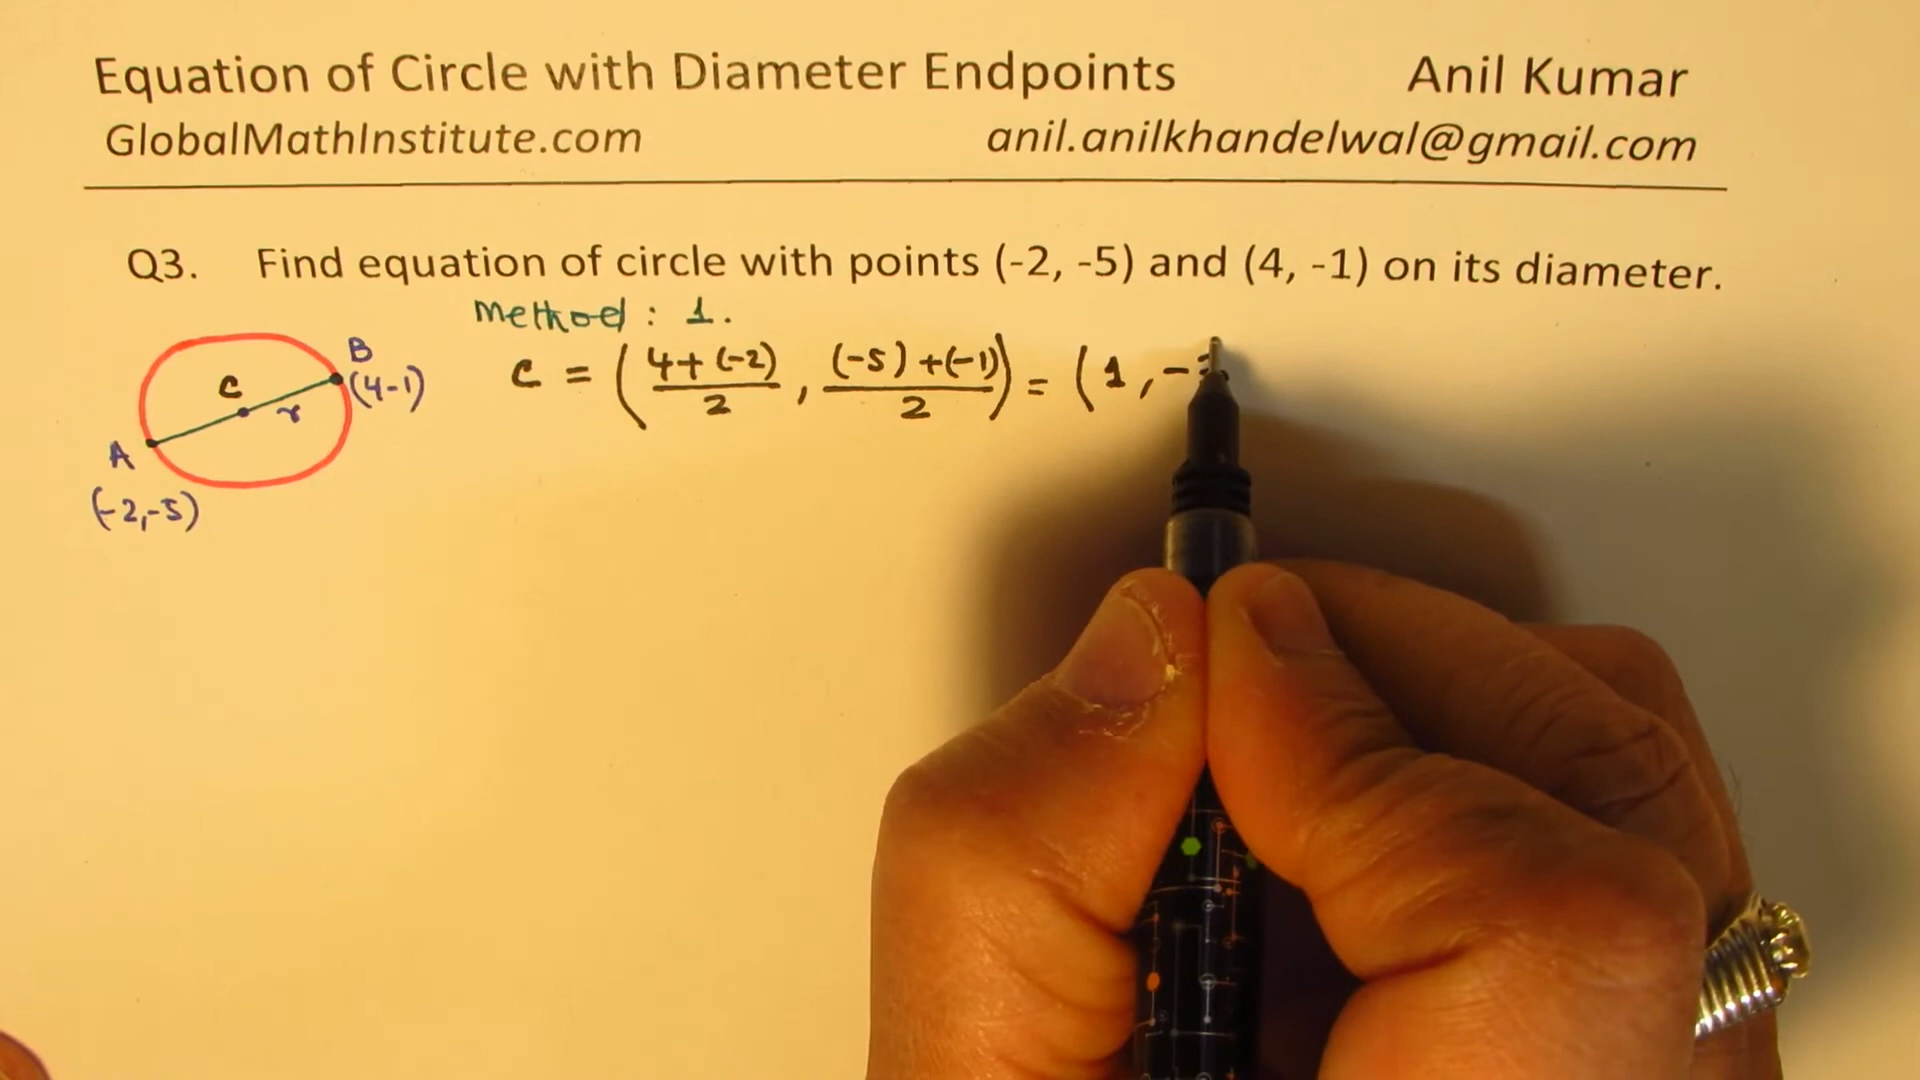 Equation of Circle with Diameter Endpoints Anil Kumar
GlobalMathInstitute.com anil.anilkhandelwal@gmail.com
Q3. Find equation of circle with points (-2, -5) and (4, -1) on its diameter.
Method : 1.
C = ( 4+(-2) / 2 , (-5)+(-1) / 2 ) = ( 1 , -
B
(4-1)
C
r
A
(-2,-5)